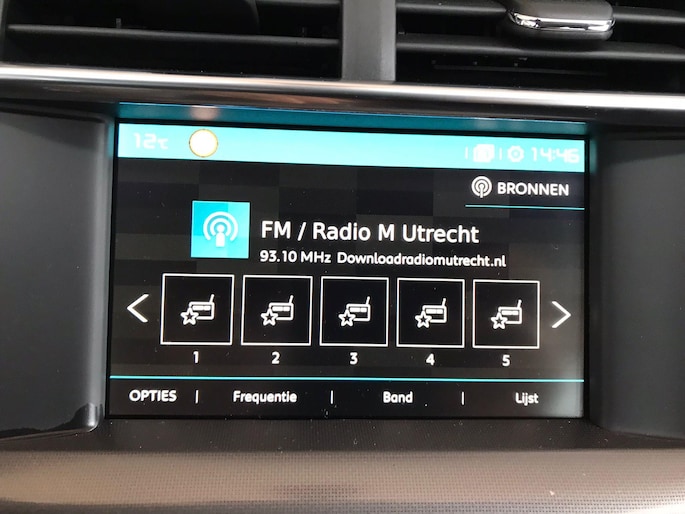 12°C 14:46
BRONNEN
FM / Radio M Utrecht
93.10 MHz Downloadradiomutrecht.nl
1 2 3 4 5
OPTIES | Frequentie | Band | Lijst